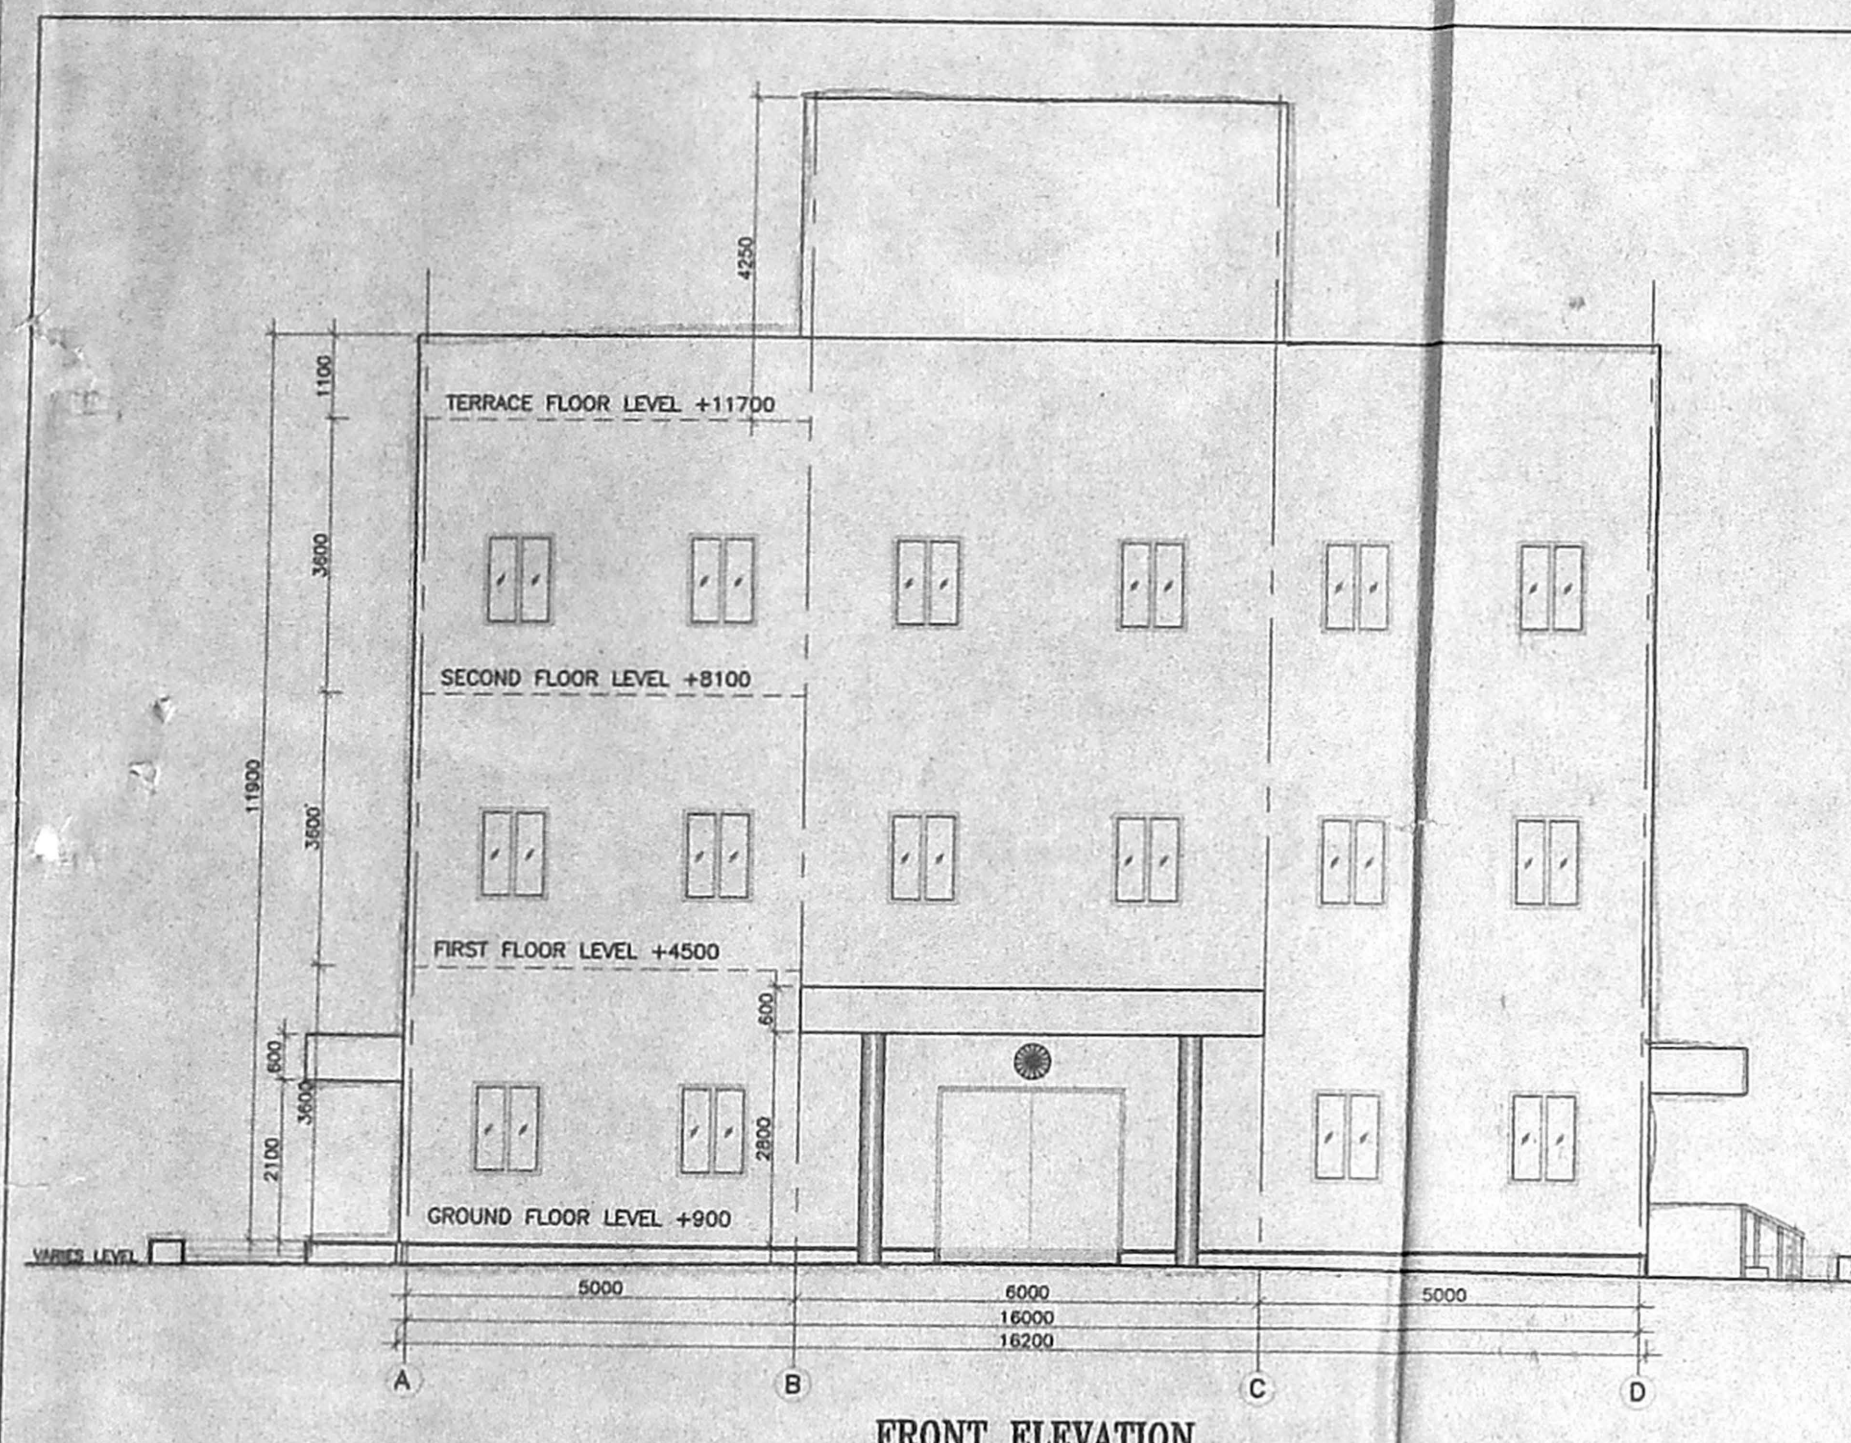 4250
1100
TERRACE FLOOR LEVEL +11700
3600
SECOND FLOOR LEVEL +8100
11900
3600
FIRST FLOOR LEVEL +4500
600
600
3600
2100
2800
GROUND FLOOR LEVEL +900
VARIES LEVEL
5000 6000 5000
16000
16200
A B C D
FRONT ELEVATION